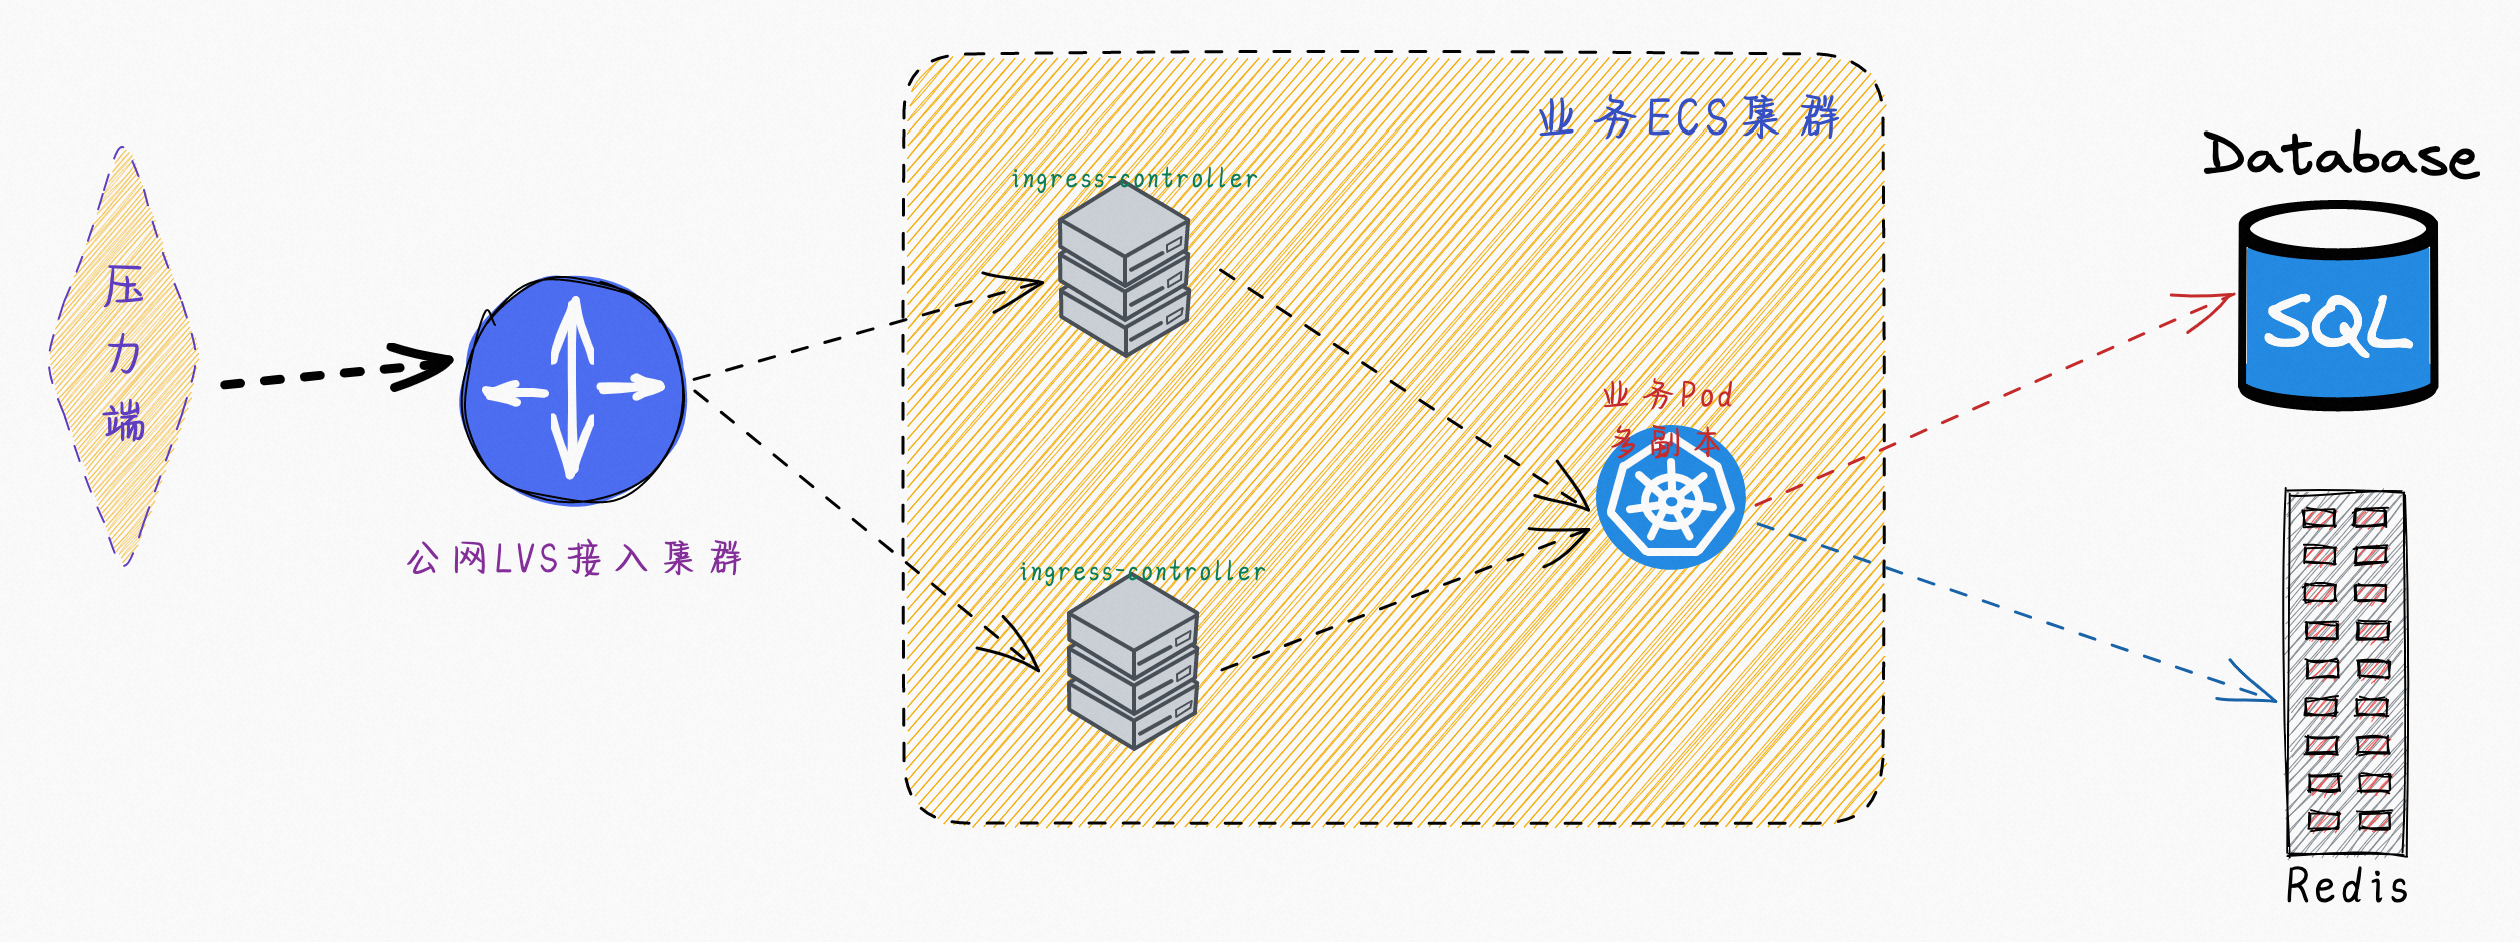 压
力
端
公网LVS接入集群
业务ECS集群
ingress-controller
ingress-controller
业务Pod
多副本
Database
SQL
Redis